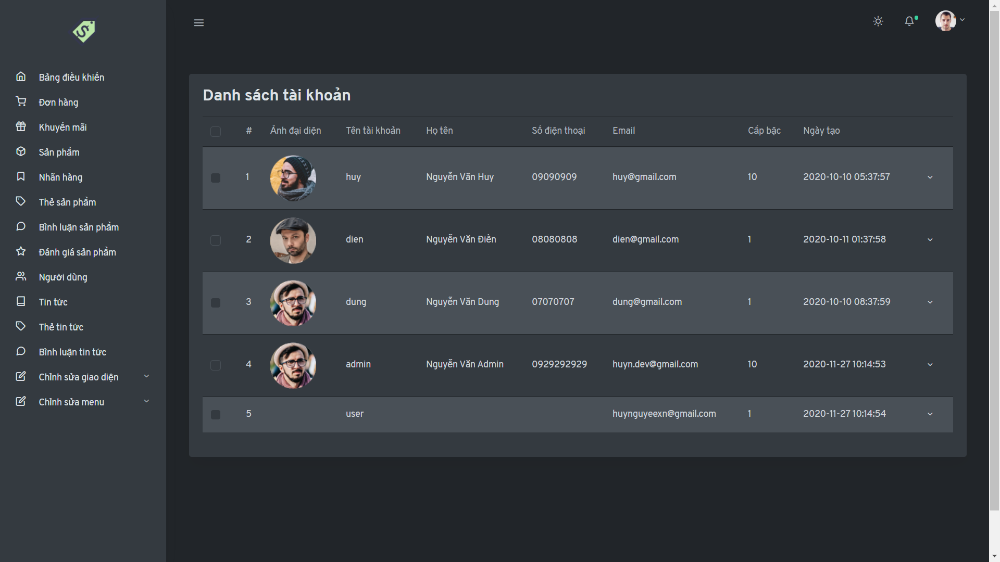 Bảng điều khiến
Đơn hàng
Khuyến mãi
Sản phẩm
Nhãn hàng
Thẻ sản phẩm
Bình luận sản phẩm
Đánh giá sản phẩm
Người dùng
Tin tức
Thẻ tin tức
Bình luận tin tức
Chỉnh sửa giao diện
Chỉnh sửa menu
Danh sách tài khoản
# Ảnh đại diện Tên tài khoản Họ tên Số điện thoại Email Cấp bậc Ngày tạo
1 huy Nguyễn Văn Huy 09090909 huy@gmail.com 10 2020-10-10 05:37:57
2 dien Nguyễn Văn Điền 08080808 dien@gmail.com 1 2020-10-11 01:37:58
3 dung Nguyễn Văn Dung 07070707 dung@gmail.com 1 2020-10-10 08:37:59
4 admin Nguyễn Văn Admin 0929292929 huyn.dev@gmail.com 10 2020-11-27 10:14:53
5 user huynguyeexn@gmail.com 1 2020-11-27 10:14:54